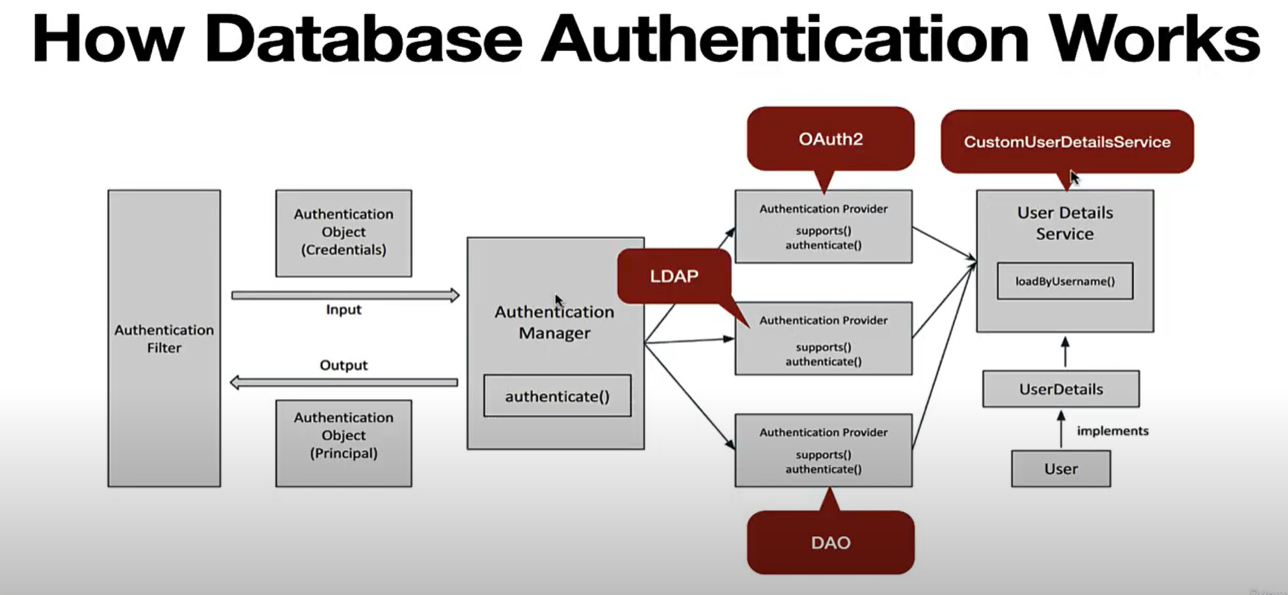 How Database Authentication Works
OAuth2
CustomUserDetailsService
Authentication
Object
(Credentials)
Input
Authentication
Filter
Output
Authentication
Object
(Principal)
Authentication
Manager
authenticate()
LDAP
Authentication Provider
supports()
authenticate()
Authentication Provider
supports()
authenticate()
Authentication Provider
supports()
authenticate()
DAO
User Details
Service
loadByUsername()
UserDetails
implements
User